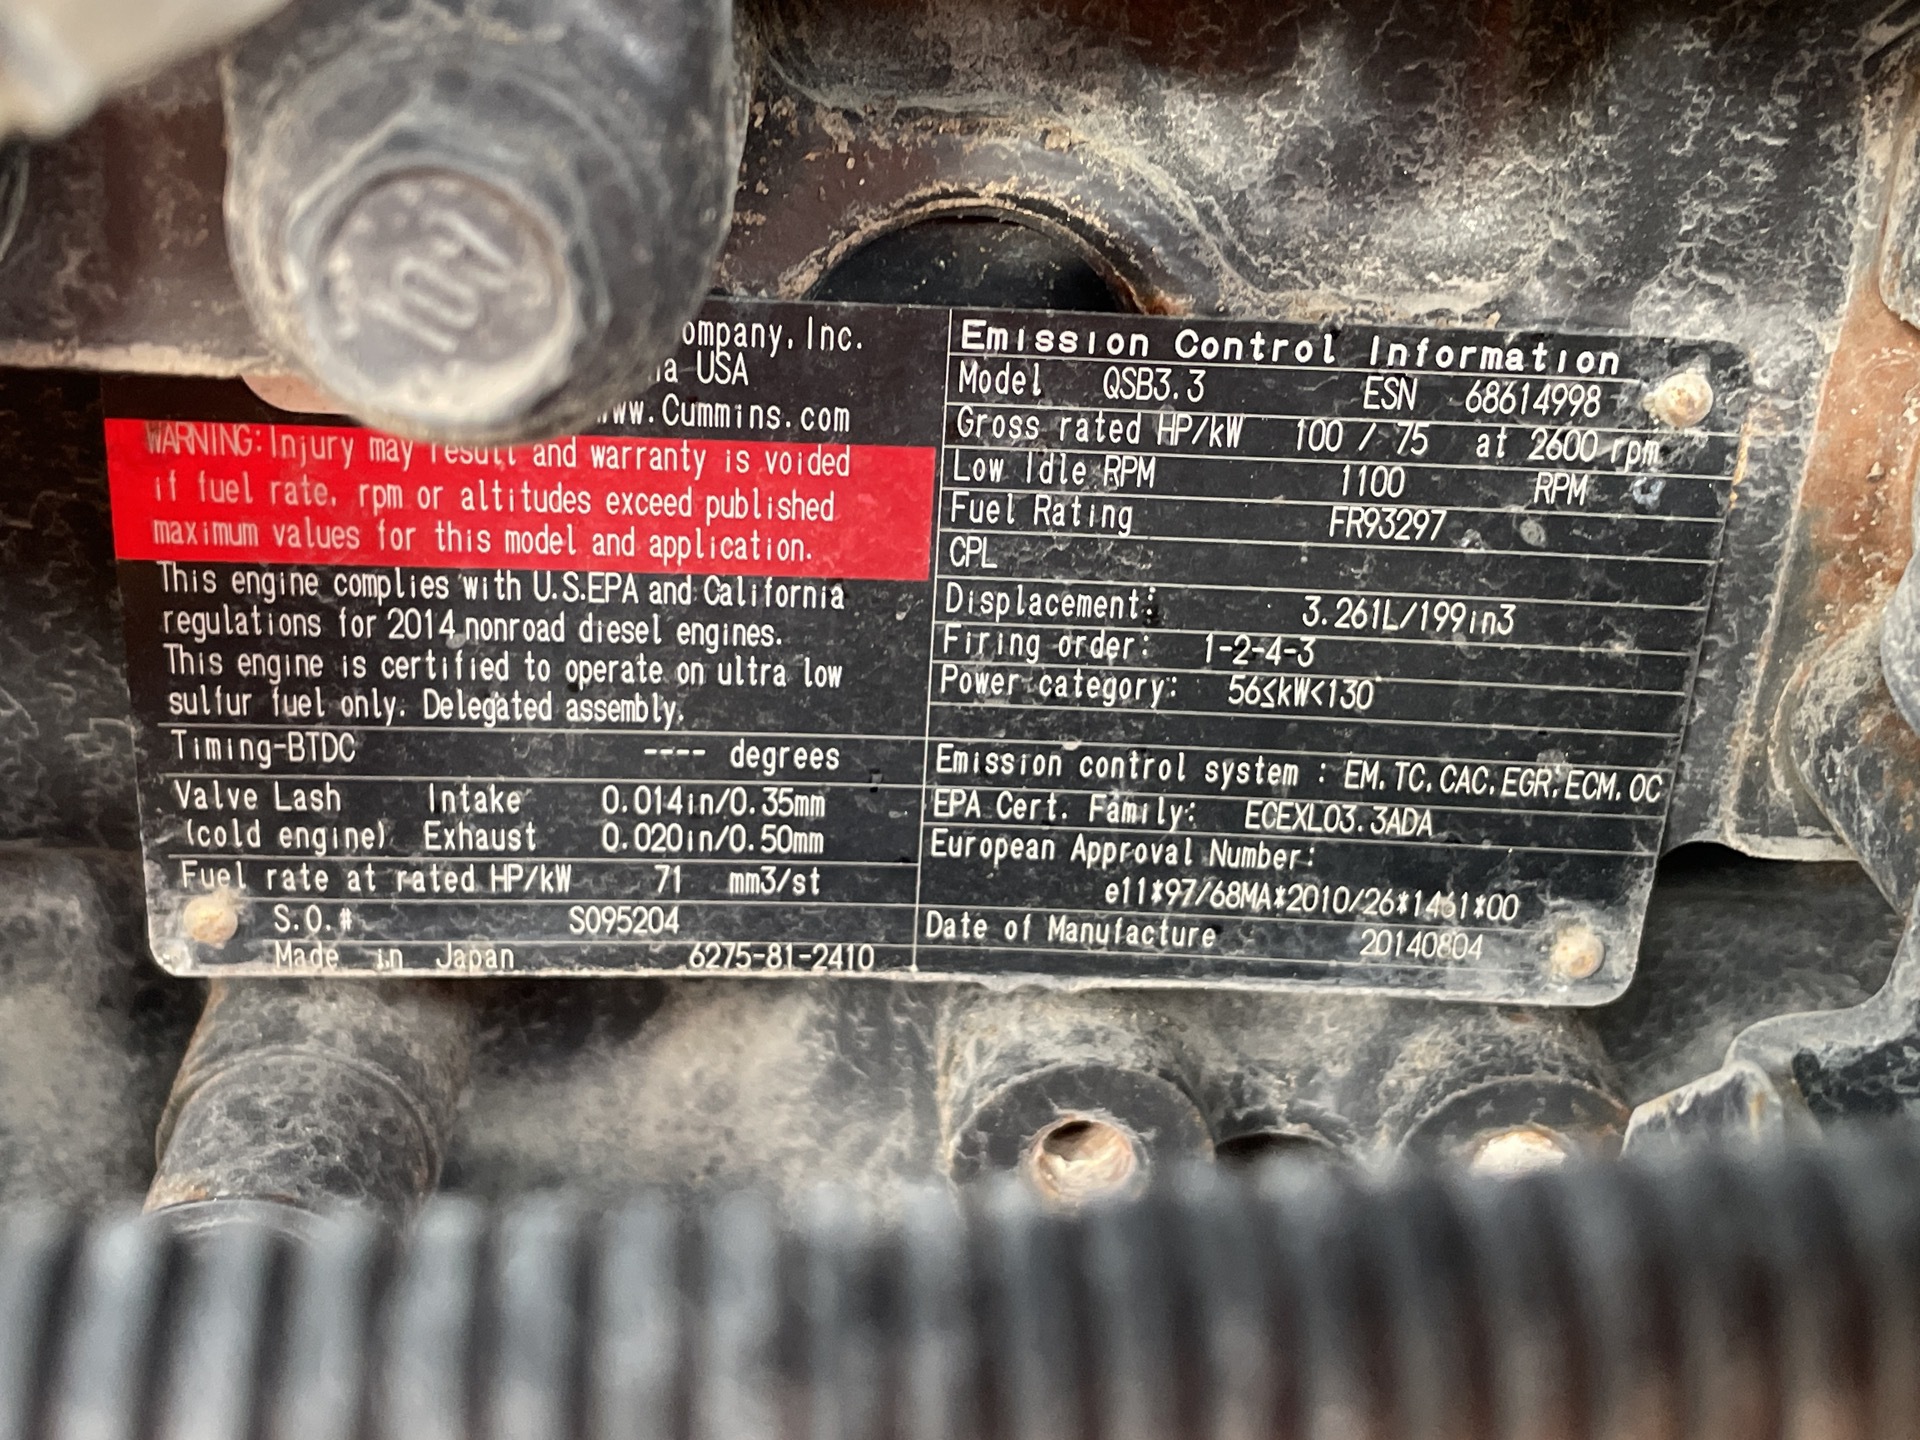 ompany, Inc.
USA
www.Cummins.com
WARNING: Injury may result and warranty is voided
if fuel rate, rpm or altitudes exceed published
maximum values for this model and application.
This engine complies with U.S.EPA and California
regulations for 2014 nonroad diesel engines.
This engine is certified to operate on ultra low
sulfur fuel only. Delegated assembly.
Timing-BTDC ---- degrees
Valve Lash Intake 0.014in/0.35mm
(cold engine) Exhaust 0.020in/0.50mm
Fuel rate at rated HP/kW 71 mm3/st
S.O.# SO95204
Made in Japan 6275-81-2410
Emission Control Information
Model QSB3.3 ESN 68614998
Gross rated HP/kW 100 / 75 at 2600 rpm
Low Idle RPM 1100 RPM
Fuel Rating FR93297
CPL
Displacement: 3.261L/199in3
Firing order: 1-2-4-3
Power category: 56≤kW<130
Emission control system : EM, TC, CAC, EGR, ECM, OC
EPA Cert. Family: ECEXL03.3ADA
European Approval Number:
e11*97/68MA*2010/26*1461*00
Date of Manufacture 20140804